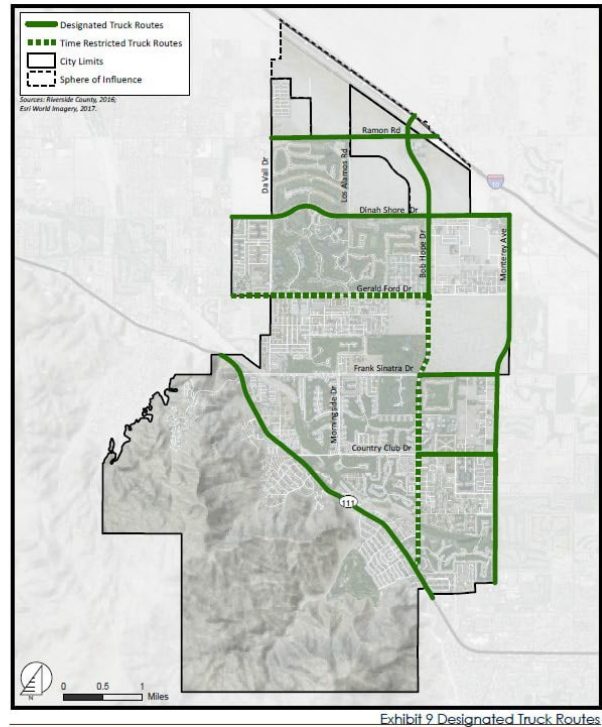 Designated Truck Routes
Time Restricted Truck Routes
City Limits
Sphere of Influence
Sources: Riverside County, 2016;
Esri World Imagery, 2017.
Ramon Rd
Da Vall Dr
Los Alamos Rd
10
Dinah Shore Dr
Bob Hope Dr
Monterey Ave
Gerald Ford Dr
Frank Sinatra Dr
Morningside Dr
Country Club Dr
111
N
0 0.5 1
Miles
Exhibit 9 Designated Truck Routes